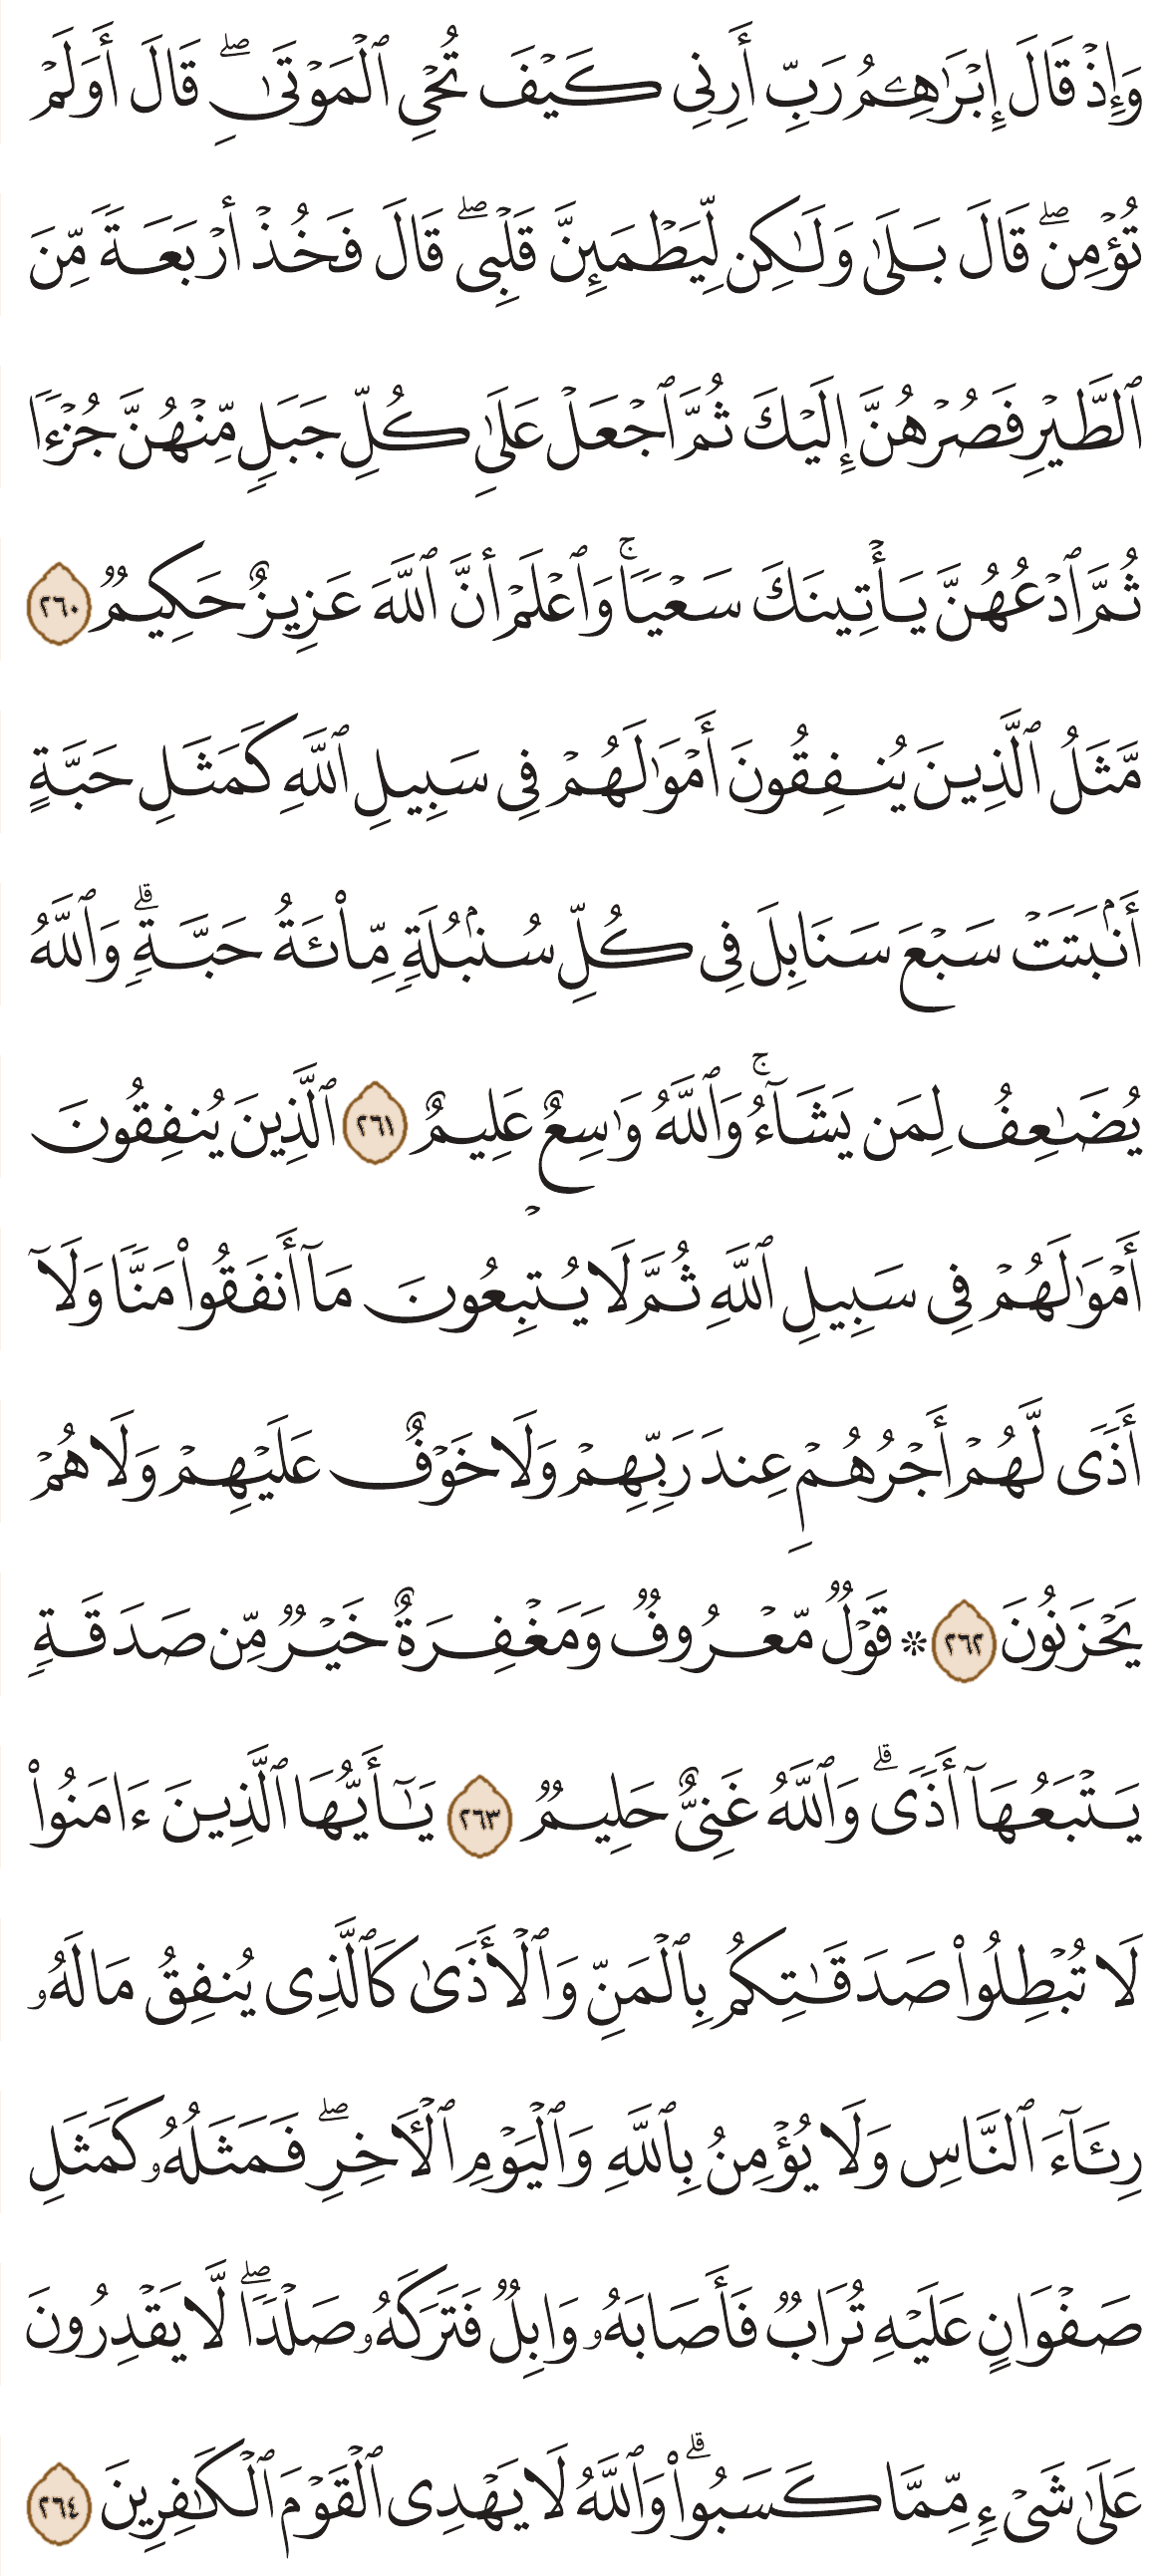 وَإِذۡ قَالَ إِبۡرَٰهِـۧمُ رَبِّ أَرِنِي كَيۡفَ تُحۡيِ ٱلۡمَوۡتَىٰۖ قَالَ أَوَلَمۡ
تُؤۡمِنۖ قَالَ بَلَىٰ وَلَٰكِن لِّيَطۡمَئِنَّ قَلۡبِيۖ قَالَ فَخُذۡ أَرۡبَعَةٗ مِّنَ
ٱلطَّيۡرِ فَصُرۡهُنَّ إِلَيۡكَ ثُمَّ ٱجۡعَلۡ عَلَىٰ كُلِّ جَبَلٖ مِّنۡهُنَّ جُزۡءٗا
ثُمَّ ٱدۡعُهُنَّ يَأۡتِينَكَ سَعۡيٗاۚ وَٱعۡلَمۡ أَنَّ ٱللَّهَ عَزِيزٌ حَكِيمٞ ٢٦٠
مَّثَلُ ٱلَّذِينَ يُنفِقُونَ أَمۡوَٰلَهُمۡ فِي سَبِيلِ ٱللَّهِ كَمَثَلِ حَبَّةٍ
أَنۢبَتَتۡ سَبۡعَ سَنَابِلَ فِي كُلِّ سُنۢبُلَةٖ مِّاْئَةُ حَبَّةٖۗ وَٱللَّهُ
يُضَٰعِفُ لِمَن يَشَآءُۚ وَٱللَّهُ وَٰسِعٌ عَلِيمٌ ٢٦١ ٱلَّذِينَ يُنفِقُونَ
أَمۡوَٰلَهُمۡ فِي سَبِيلِ ٱللَّهِ ثُمَّ لَا يُتۡبِعُونَ مَآ أَنفَقُواْ مَنّٗا وَلَآ
أَذٗى لَّهُمۡ أَجۡرُهُمۡ عِندَ رَبِّهِمۡ وَلَا خَوۡفٌ عَلَيۡهِمۡ وَلَا هُمۡ
يَحۡزَنُونَ ٢٦٢ ۞ قَوۡلٞ مَّعۡرُوفٞ وَمَغۡفِرَةٌ خَيۡرٞ مِّن صَدَقَةٖ
يَتۡبَعُهَآ أَذٗىۗ وَٱللَّهُ غَنِيٌّ حَلِيمٞ ٢٦٣ يَٰٓأَيُّهَا ٱلَّذِينَ ءَامَنُواْ
لَا تُبۡطِلُواْ صَدَقَٰتِكُم بِٱلۡمَنِّ وَٱلۡأَذَىٰ كَٱلَّذِي يُنفِقُ مَالَهُۥ
رِئَآءَ ٱلنَّاسِ وَلَا يُؤۡمِنُ بِٱللَّهِ وَٱلۡيَوۡمِ ٱلۡأٓخِرِۖ فَمَثَلُهُۥ كَمَثَلِ
صَفۡوَانٍ عَلَيۡهِ تُرَابٞ فَأَصَابَهُۥ وَابِلٞ فَتَرَكَهُۥ صَلۡدٗاۖ لَّا يَقۡدِرُونَ
عَلَىٰ شَيۡءٖ مِّمَّا كَسَبُواْۗ وَٱللَّهُ لَا يَهۡدِي ٱلۡقَوۡمَ ٱلۡكَٰفِرِينَ ٢٦٤